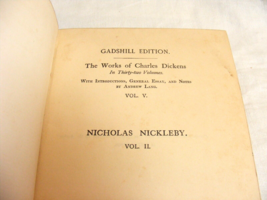 GADSHILL EDITION.
The Works of Charles Dickens
In Thirty-two Volumes.
With Introductions, General Essay, and Notes
by Andrew Lang.
VOL. V.
NICHOLAS NICKLEBY.
VOL. II.